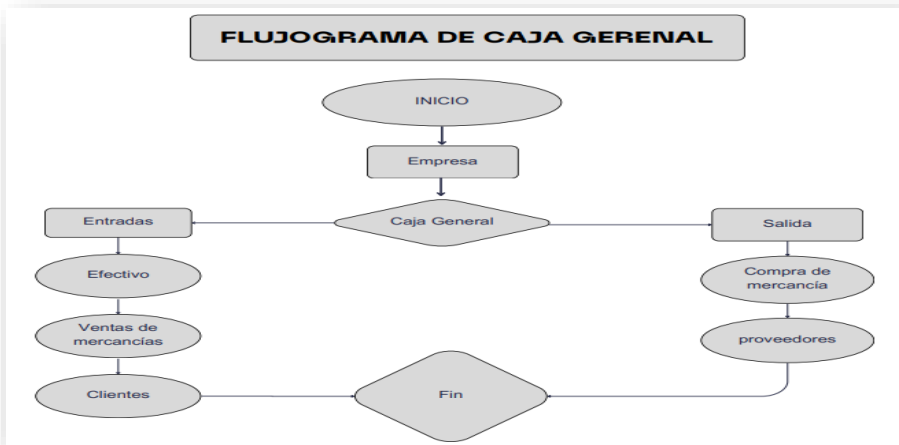 FLUJOGRAMA DE CAJA GERENAL
INICIO
Empresa
Entradas
Caja General
Salida
Efectivo
Compra de
mercancía
Ventas de
mercancías
proveedores
Clientes
Fin